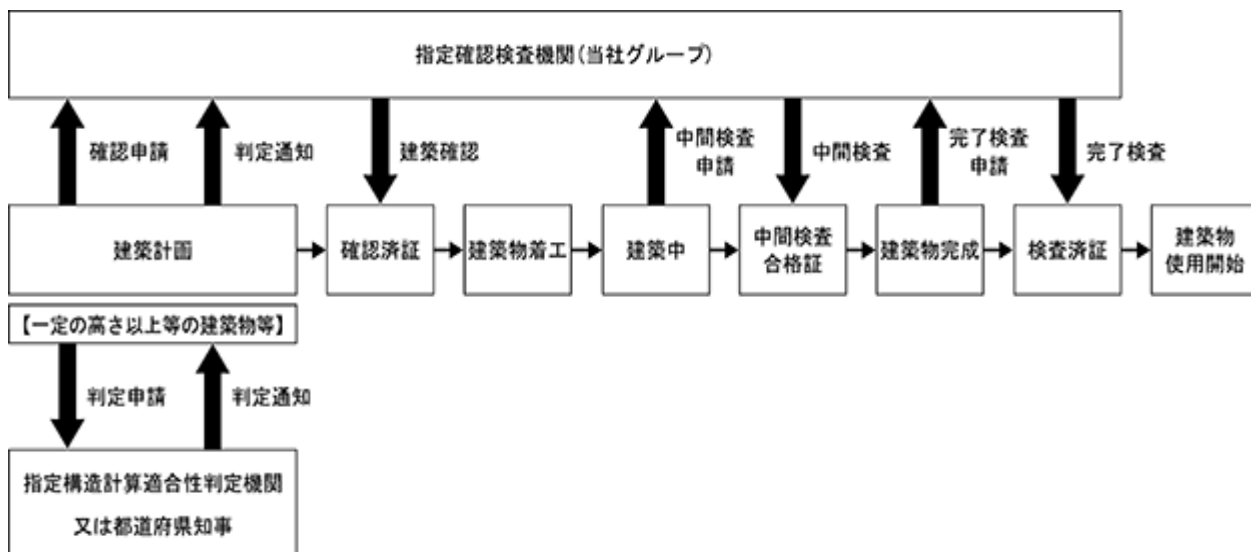 指定確認検査機関(当社グループ)
確認申請
判定通知
建築確認
中間検査
申請
中間検査
完了検査
申請
完了検査
建築計画
確認済証
建築物着工
建築中
中間検査
合格証
建築物完成
検査済証
建築物
使用開始
【一定の高さ以上等の建築物等】
判定申請
判定通知
指定構造計算適合性判定機関
又は都道府県知事